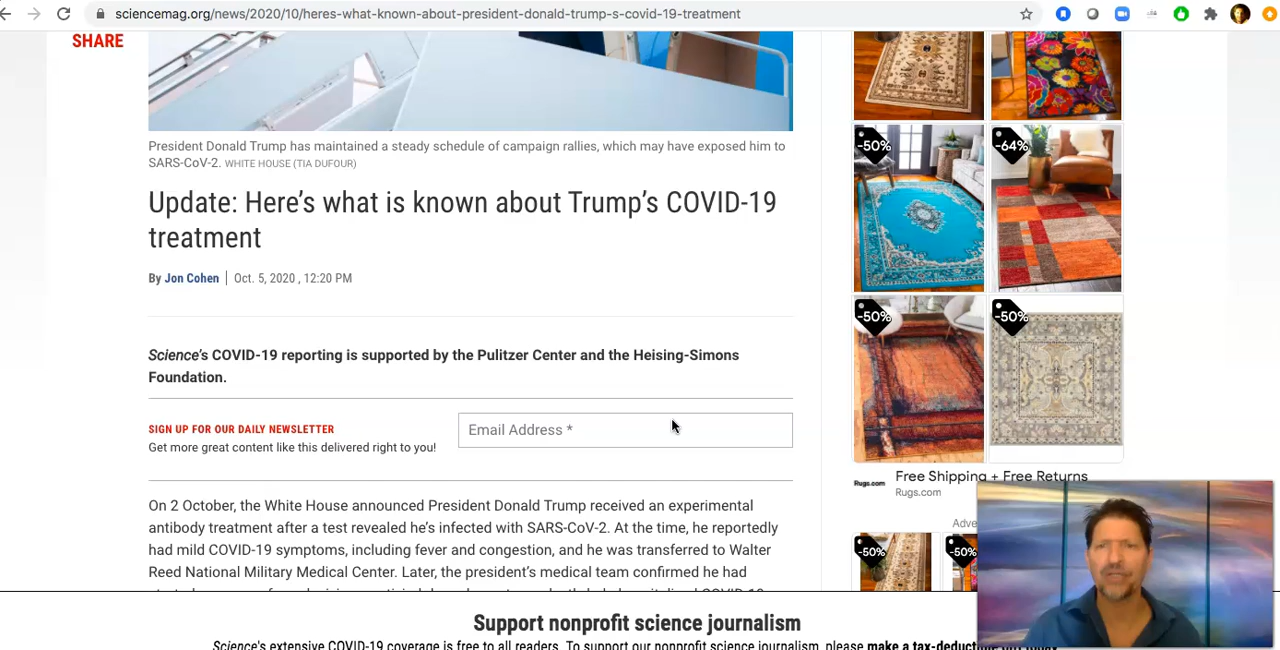 sciencemag.org/news/2020/10/heres-what-known-about-president-donald-trump-s-covid-19-treatment
SHARE
President Donald Trump has maintained a steady schedule of campaign rallies, which may have exposed him to
SARS-CoV-2. WHITE HOUSE (TIA DUFOUR)
Update: Here’s what is known about Trump’s COVID-19
treatment
By Jon Cohen | Oct. 5, 2020 , 12:20 PM
Science’s COVID-19 reporting is supported by the Pulitzer Center and the Heising-Simons
Foundation.
SIGN UP FOR OUR DAILY NEWSLETTER
Get more great content like this delivered right to you!
Email Address *
On 2 October, the White House announced President Donald Trump received an experimental
antibody treatment after a test revealed he’s infected with SARS-CoV-2. At the time, he reportedly
had mild COVID-19 symptoms, including fever and congestion, and he was transferred to Walter
Reed National Military Medical Center. Later, the president’s medical team confirmed he had
-50%
-64%
-50%
-50%
Rugs.com
Free Shipping + Free Returns
Rugs.com
-50%
-50%
Support nonprofit science journalism
Science's extensive COVID-19 coverage is free to all readers. To support our nonprofit science journalism, please make a